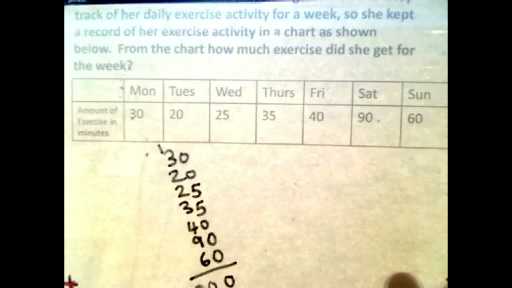 track of her daily exercise activity for a week, so she kept
a record of her exercise activity in a chart as shown
below. From the chart how much exercise did she get for
the week?
Mon Tues Wed Thurs Fri Sat Sun
Amount of
Exercise in
minutes
30 20 25 35 40 90 60
1
30
20
25
35
40
90
60
0